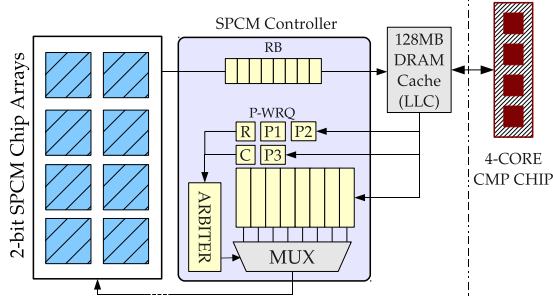 SPCM Controller
2-bit SPCM Chip Arrays
RB
128MB
DRAM
Cache
(LLC)
P-WRQ
R P1 P2
C P3
ARBITER
MUX
4-CORE
CMP CHIP